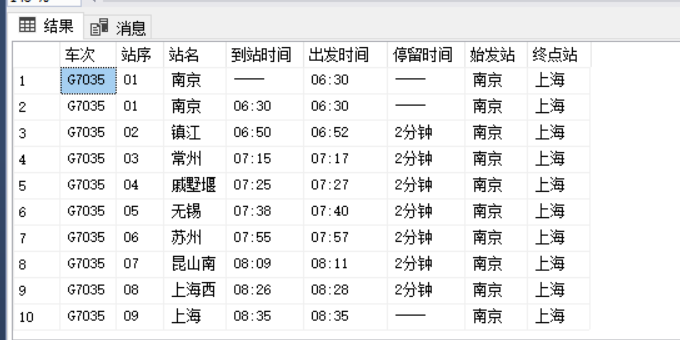 结果 消息
车次 站序 站名 到站时间 出发时间 停留时间 始发站 终点站
1 G7035 01 南京 —— 06:30 —— 南京 上海
2 G7035 01 南京 06:30 06:30 —— 南京 上海
3 G7035 02 镇江 06:50 06:52 2分钟 南京 上海
4 G7035 03 常州 07:15 07:17 2分钟 南京 上海
5 G7035 04 戚墅堰 07:25 07:27 2分钟 南京 上海
6 G7035 05 无锡 07:38 07:40 2分钟 南京 上海
7 G7035 06 苏州 07:55 07:57 2分钟 南京 上海
8 G7035 07 昆山南 08:09 08:11 2分钟 南京 上海
9 G7035 08 上海西 08:26 08:28 2分钟 南京 上海
10 G7035 09 上海 08:35 08:35 —— 南京 上海